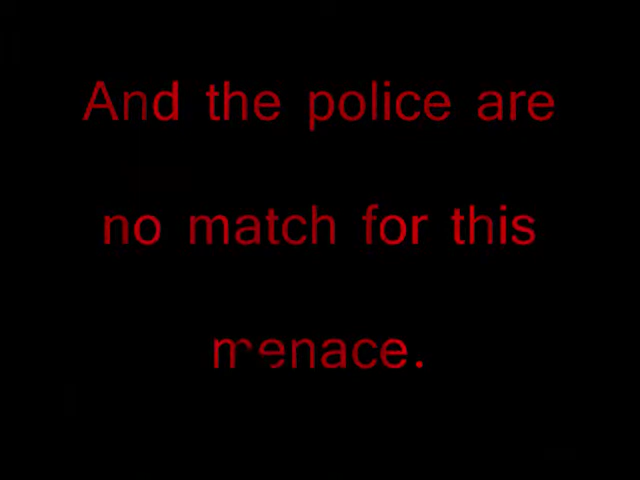 And the police are
no match for this
menace.